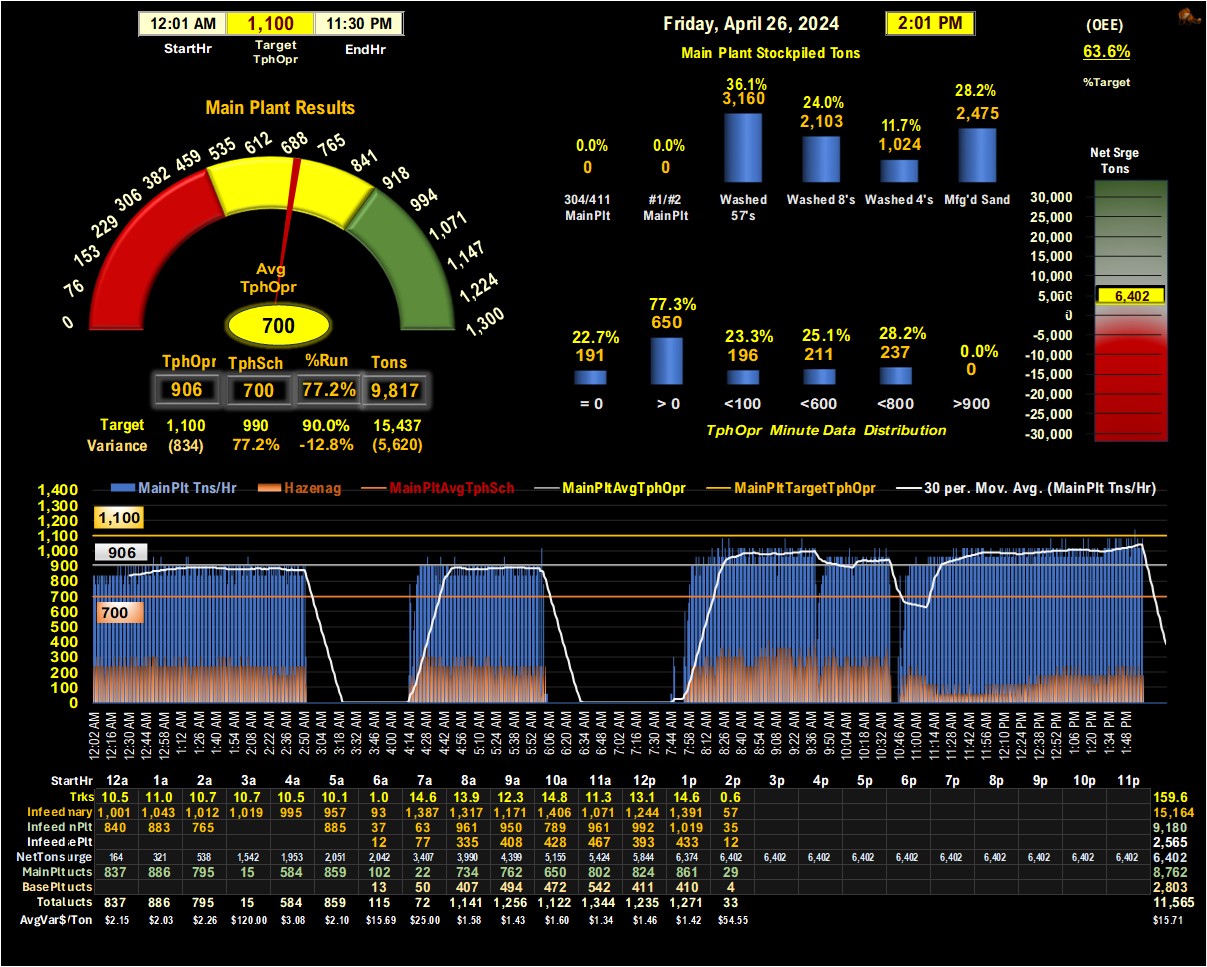 12:01 AM 1,100 11:30 PM
StartHr Target TphOpr EndHr
Friday, April 26, 2024 2:01 PM
(OEE)
63.6%
%Target
Main Plant Stockpiled Tons
36.1% 24.0% 11.7% 28.2%
0.0% 0.0% 3,160 2,103 1,024 2,475
0 0
304/411 MainPlt #1/#2 MainPlt Washed 57's Washed 8's Washed 4's Mfg'd Sand
Main Plant Results
0 76 153 229 306 382 459 535 612 688 765 841 918 994 1,071 1,147 1,224 1,300
Avg
TphOpr
700
TphOpr TphSch %Run Tons
906 700 77.2% 9,817
Target 1,100 990 90.0% 15,437
Variance (834) 77.2% -12.8% (5,620)
22.7% 77.3% 23.3% 25.1% 28.2% 0.0%
191 650 196 211 237 0
= 0 > 0 <100 <600 <800 >900
TphOpr Minute Data Distribution
Net Srge
Tons
30,000
25,000
20,000
15,000
10,000
5,000
6,402
0
-5,000
-10,000
-15,000
-20,000
-25,000
-30,000
MainPlt Tns/Hr Hazenag MainPltAvgTphSch MainPltAvgTphOpr MainPltTargetTphOpr 30 per. Mov. Avg. (MainPlt Tns/Hr)
1,400
1,300
1,200
1,100
1,000
900
800
700
600
500
400
300
200
100
0
1,100
906
700
12:02 AM 12:16 AM 12:30 AM 12:44 AM 12:58 AM 1:12 AM 1:26 AM 1:40 AM 1:54 AM 2:08 AM 2:22 AM 2:36 AM 2:50 AM 3:04 AM 3:18 AM 3:32 AM 3:46 AM 4:00 AM 4:14 AM 4:28 AM 4:42 AM 4:56 AM 5:10 AM 5:24 AM 5:38 AM 5:52 AM 6:06 AM 6:20 AM 6:34 AM 6:48 AM 7:02 AM 7:16 AM 7:30 AM 7:44 AM 7:58 AM 8:12 AM 8:26 AM 8:40 AM 8:54 AM 9:08 AM 9:22 AM 9:36 AM 9:50 AM 10:04 AM 10:18 AM 10:32 AM 10:46 AM 11:00 AM 11:14 AM 11:28 AM 11:42 AM 11:56 AM 12:10 PM 12:24 PM 12:38 PM 12:52 PM 1:06 PM 1:20 PM 1:34 PM 1:48 PM
StartHr 12a 1a 2a 3a 4a 5a 6a 7a 8a 9a 10a 11a 12p 1p 2p 3p 4p 5p 6p 7p 8p 9p 10p 11p
Trks 10.5 11.0 10.7 10.7 10.5 10.1 1.0 14.6 13.9 12.3 14.8 11.3 13.1 14.6 0.6 159.6
Infeed mary 1,001 1,043 1,012 1,019 995 957 93 1,387 1,317 1,171 1,406 1,071 1,244 1,391 57 15,164
Infeed nPlt 840 883 765 885 37 63 961 950 789 961 992 1,019 35 9,180
Infeed ePlt 12 77 335 408 428 467 393 433 12 2,565
NetTons urge 164 321 538 1,542 1,953 2,051 2,042 3,407 3,990 4,399 5,155 5,424 5,844 6,374 6,402 6,402 6,402 6,402 6,402 6,402 6,402 6,402 6,402 6,402 6,402
MainPlt ucts 837 886 795 15 584 859 102 22 734 762 650 802 824 861 29 8,762
BasePlt ucts 13 50 407 494 472 542 411 410 4 2,803
Total ucts 837 886 795 15 584 859 115 72 1,141 1,256 1,122 1,344 1,235 1,271 33 11,565
AvgVar$/Ton $2.15 $2.03 $2.26 $120.00 $3.08 $2.10 $15.69 $25.00 $1.58 $1.43 $1.60 $1.34 $1.46 $1.42 $54.55 $15.71